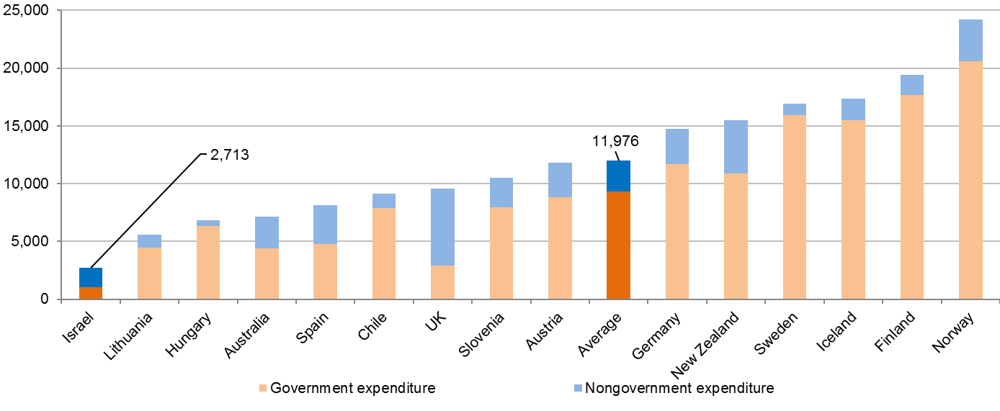 25,000
20,000
15,000
10,000
5,000
0
2,713
11,976
Israel
Lithuania
Hungary
Australia
Spain
Chile
UK
Slovenia
Austria
Average
Germany
New Zealand
Sweden
Iceland
Finland
Norway
Government expenditure
Nongovernment expenditure